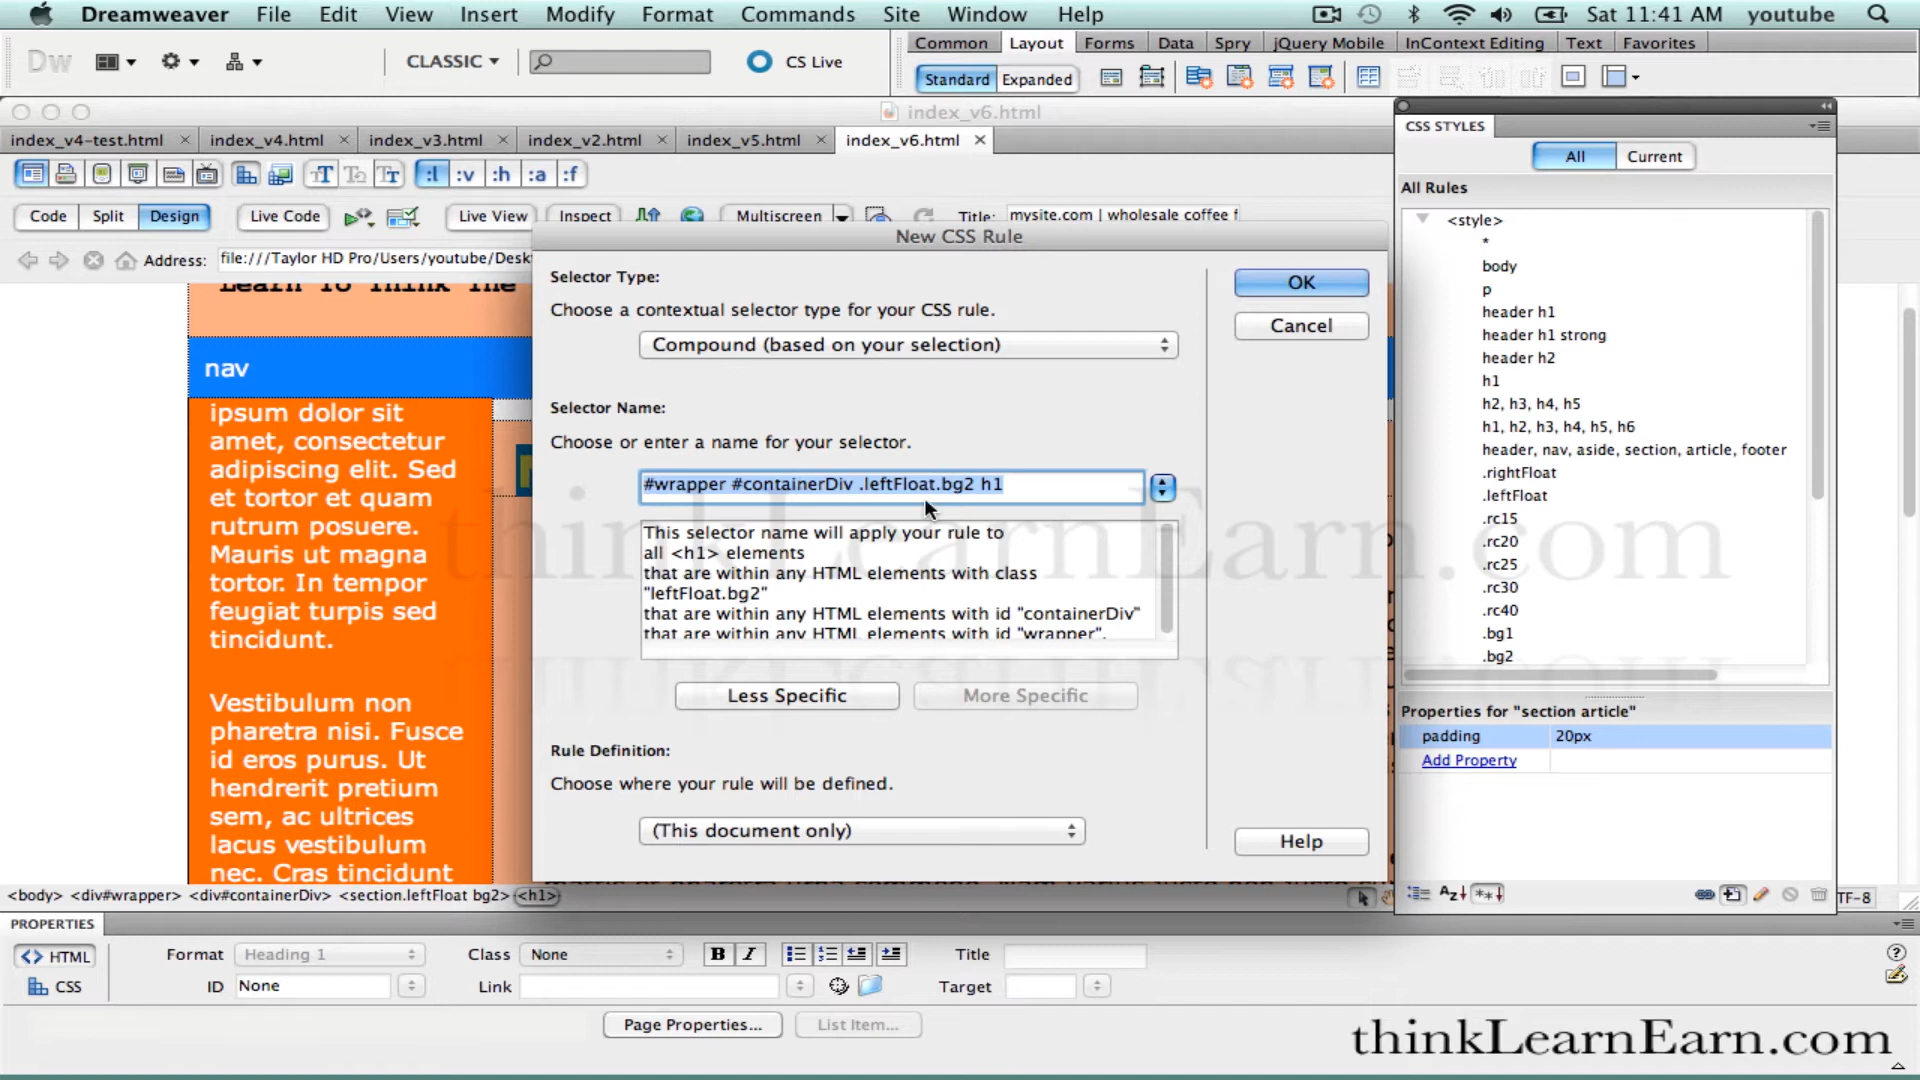 Dreamweaver File Edit View Insert Modify Format Commands Site Window Help Sat 11:41 AM youtube
Dw CLASSIC CS Live
Common Layout Forms Data Spry jQuery Mobile InContext Editing Text Favorites
Standard Expanded
index_v6.html
index_v4-test.html index_v4.html index_v3.html index_v2.html index_v5.html index_v6.html
:l :v :h :a :f
Code Split Design Live Code Live View Inspect Multiscreen Title: mysite.com | wholesale coffee f
Address: file:///Taylor HD Pro/Users/youtube/Desk
Learn To Think The
nav
ipsum dolor sit
amet, consectetur
adipiscing elit. Sed
et tortor et quam
rutrum posuere.
Mauris ut magna
tortor. In tempor
feugiat turpis sed
tincidunt.
Vestibulum non
pharetra nisi. Fusce
id eros purus. Ut
hendrerit pretium
sem, ac ultrices
lacus vestibulum
nec. Cras tincidunt
New CSS Rule
Selector Type:
Choose a contextual selector type for your CSS rule.
Compound (based on your selection)
Selector Name:
Choose or enter a name for your selector.
#wrapper #containerDiv .leftFloat.bg2 h1
This selector name will apply your rule to
all <h1> elements
that are within any HTML elements with class
"leftFloat.bg2"
that are within any HTML elements with id "containerDiv"
that are within any HTML elements with id "wrapper".
Less Specific More Specific
Rule Definition:
Choose where your rule will be defined.
(This document only)
OK
Cancel
Help
thinkLearnEarn.com
CSS STYLES
All Current
All Rules
<style>
*
body
p
header h1
header h1 strong
header h2
h1
h2, h3, h4, h5
h1, h2, h3, h4, h5, h6
header, nav, aside, section, article, footer
.rightFloat
.leftFloat
.rc15
.rc20
.rc25
.rc30
.rc40
.bg1
.bg2
Properties for "section article"
padding 20px
Add Property
<body> <div#wrapper> <div#containerDiv> <section.leftFloat bg2> <h1>
TF-8
PROPERTIES
<> HTML Format Heading 1 Class None B I Title
CSS ID None Link Target
Page Properties... List Item...
thinkLearnEarn.com